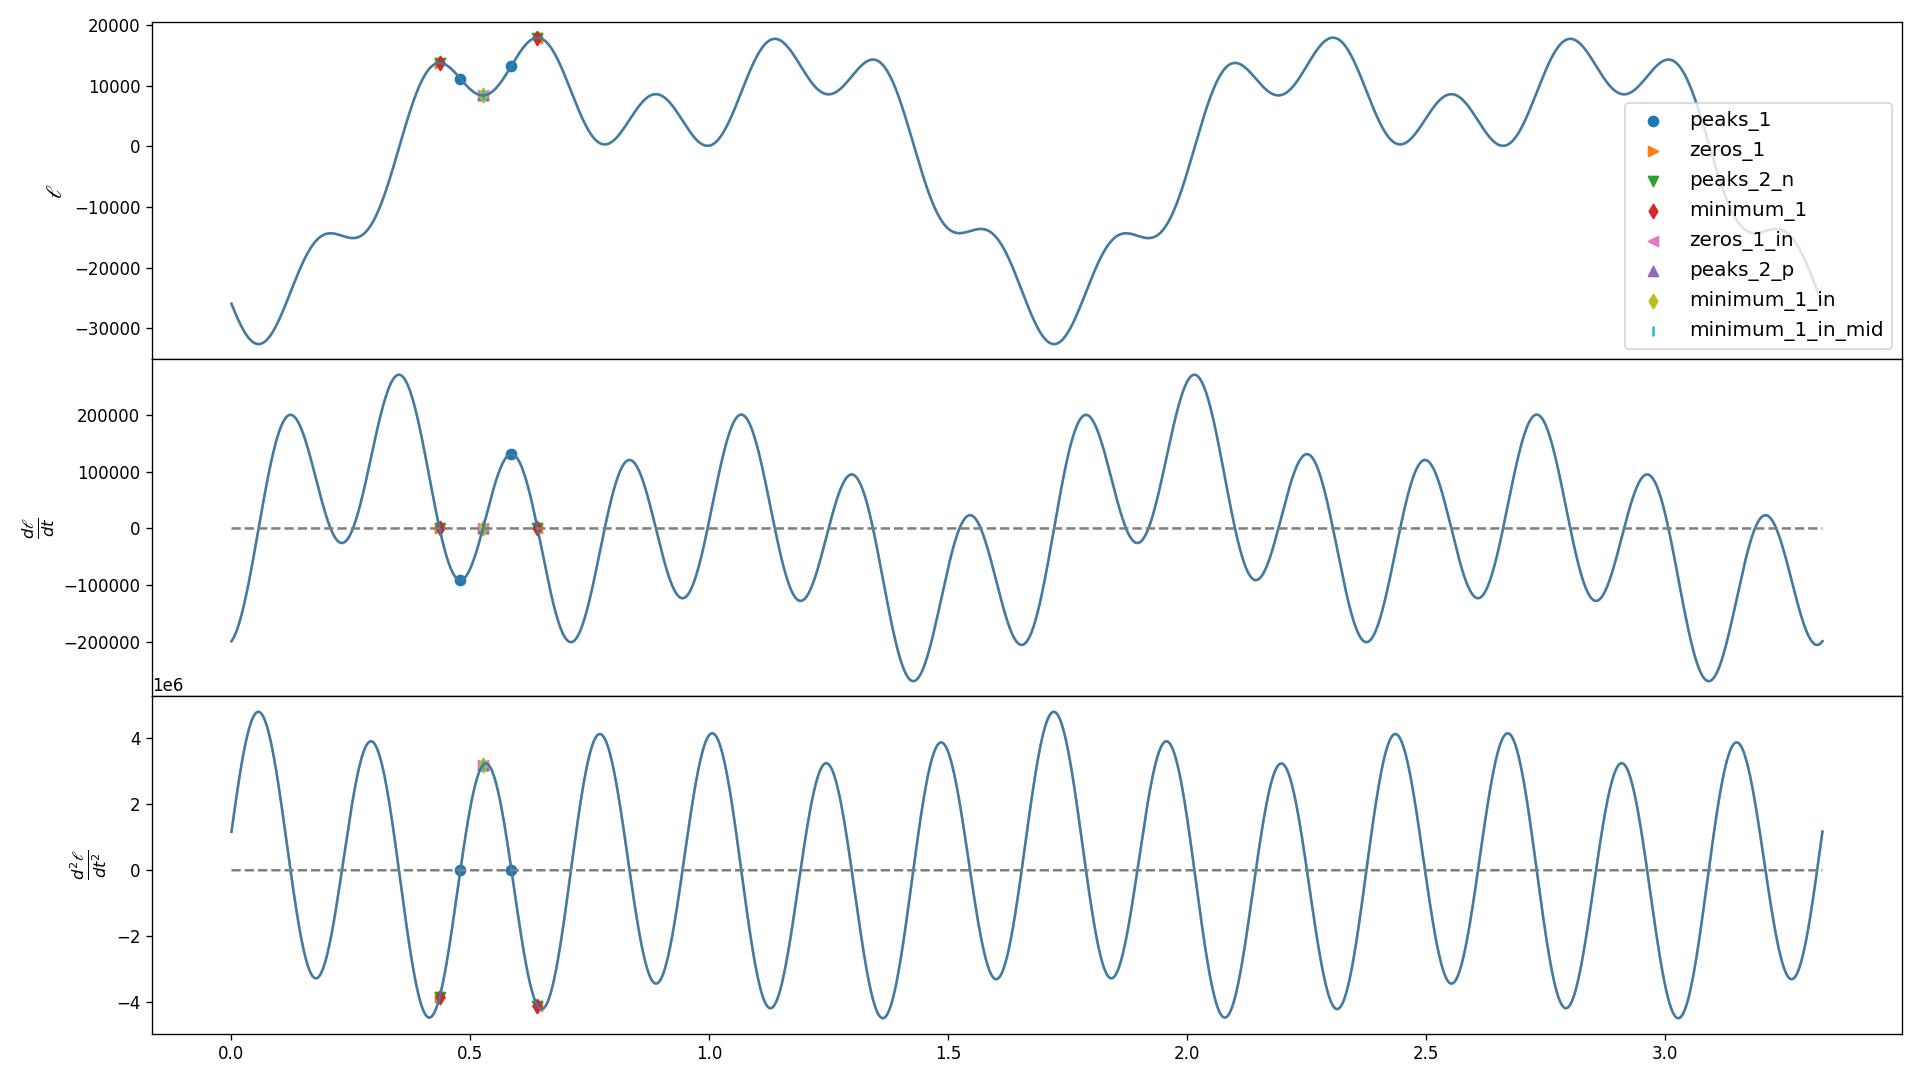 20000
10000
0
−10000
−20000
−30000
ℓ
peaks_1
zeros_1
peaks_2_n
minimum_1
zeros_1_in
peaks_2_p
minimum_1_in
minimum_1_in_mid
200000
100000
0
−100000
−200000
dℓ
dt
1e6
4
2
0
−2
−4
d²ℓ
dt²
0.0 0.5 1.0 1.5 2.0 2.5 3.0